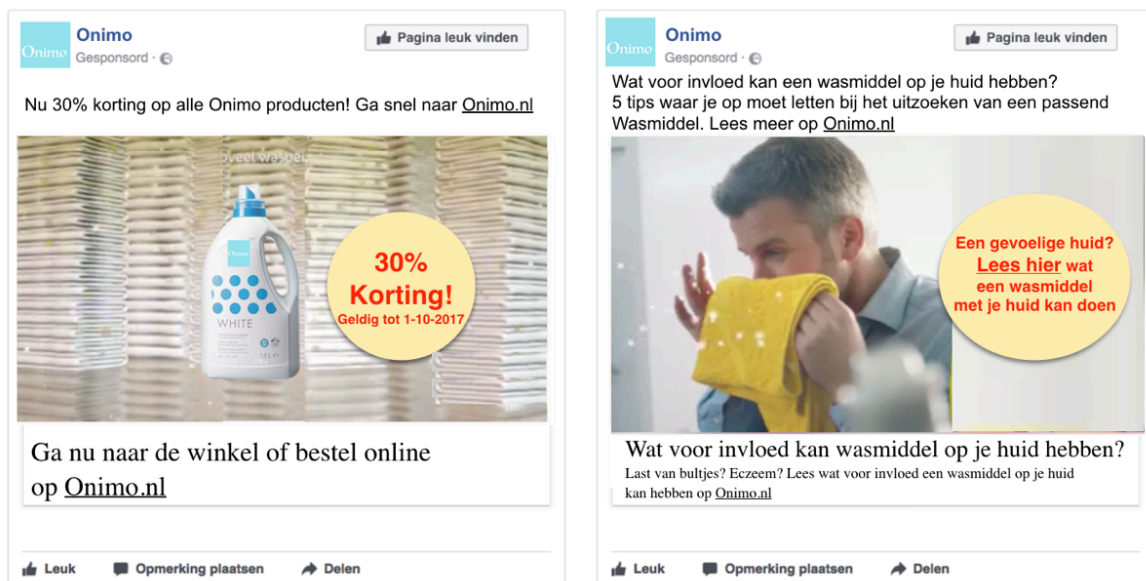 Onimo
Onimo
Gesponsord ·
Pagina leuk vinden
Nu 30% korting op alle Onimo producten! Ga snel naar Onimo.nl
Onimo
WHITE
30%
Korting!
Geldig tot 1-10-2017
Ga nu naar de winkel of bestel online
op Onimo.nl
Leuk
Opmerking plaatsen
Delen
Onimo
Onimo
Gesponsord ·
Pagina leuk vinden
Wat voor invloed kan een wasmiddel op je huid hebben?
5 tips waar je op moet letten bij het uitzoeken van een passend
Wasmiddel. Lees meer op Onimo.nl
Een gevoelige huid?
Lees hier wat
een wasmiddel
met je huid kan doen
Wat voor invloed kan wasmiddel op je huid hebben?
Last van bultjes? Eczeem? Lees wat voor invloed een wasmiddel op je huid
kan hebben op Onimo.nl
Leuk
Opmerking plaatsen
Delen